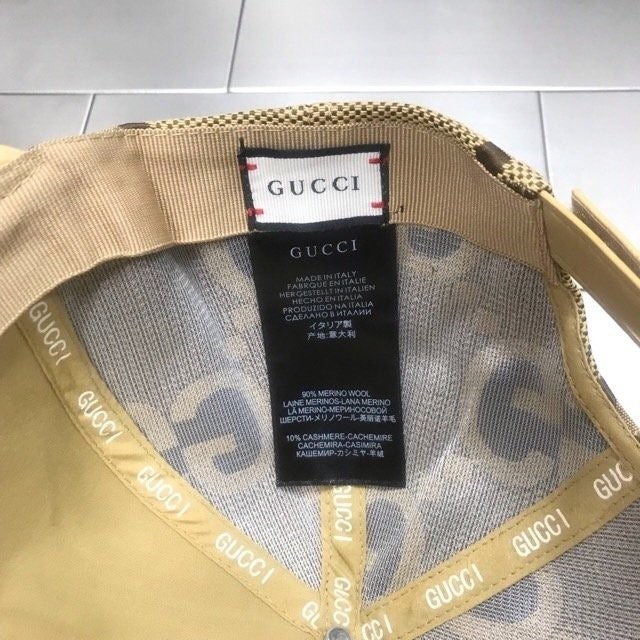 GUCCI
GUCCI
MADE IN ITALY
FABRIQUE EN ITALIE
HERGESTELLT IN ITALIEN
HECHO EN ITALIA
PRODUZIDO NA ITALIA
СДЕЛАНО В ИТАЛИИ
イタリア製
产地:意大利
90% MERINO WOOL
LAINE MERINOS-LANA MERINO
LÃ MERINO-МЕРИНОСОВОЙ
ШЕРСТИ-メリノウール-美丽诺羊毛
10% CASHMERE-CACHEMIRE
CACHEMIRA-CASIMIRA
КАШЕМИР-カシミヤ-羊绒
GUCCI
GUCCI
GUCCI
GUCCI
GUCCI
GUCCI
GUCCI
GUCCI
GUCCI